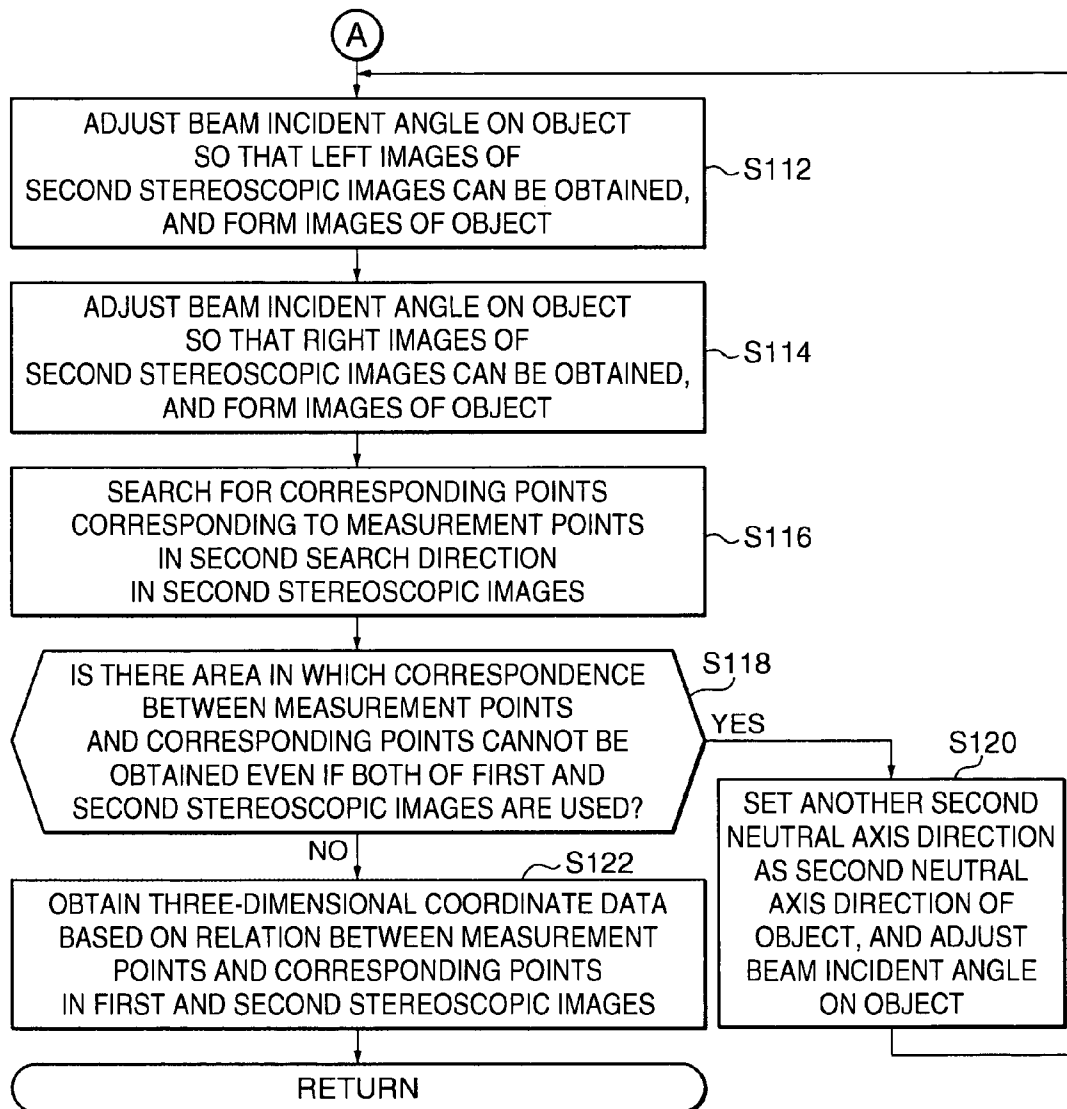 A
ADJUST BEAM INCIDENT ANGLE ON OBJECT
SO THAT LEFT IMAGES OF
SECOND STEREOSCOPIC IMAGES CAN BE OBTAINED,
AND FORM IMAGES OF OBJECT
S112
ADJUST BEAM INCIDENT ANGLE ON OBJECT
SO THAT RIGHT IMAGES OF
SECOND STEREOSCOPIC IMAGES CAN BE OBTAINED,
AND FORM IMAGES OF OBJECT
S114
SEARCH FOR CORRESPONDING POINTS
CORRESPONDING TO MEASUREMENT POINTS
IN SECOND SEARCH DIRECTION
IN SECOND STEREOSCOPIC IMAGES
S116
IS THERE AREA IN WHICH CORRESPONDENCE
BETWEEN MEASUREMENT POINTS
AND CORRESPONDING POINTS CANNOT BE
OBTAINED EVEN IF BOTH OF FIRST AND
SECOND STEREOSCOPIC IMAGES ARE USED?
S118
YES
S120
SET ANOTHER SECOND
NEUTRAL AXIS DIRECTION
AS SECOND NEUTRAL
AXIS DIRECTION OF
OBJECT, AND ADJUST
BEAM INCIDENT ANGLE
ON OBJECT
NO
S122
OBTAIN THREE-DIMENSIONAL COORDINATE DATA
BASED ON RELATION BETWEEN MEASUREMENT
POINTS AND CORRESPONDING POINTS
IN FIRST AND SECOND STEREOSCOPIC IMAGES
RETURN